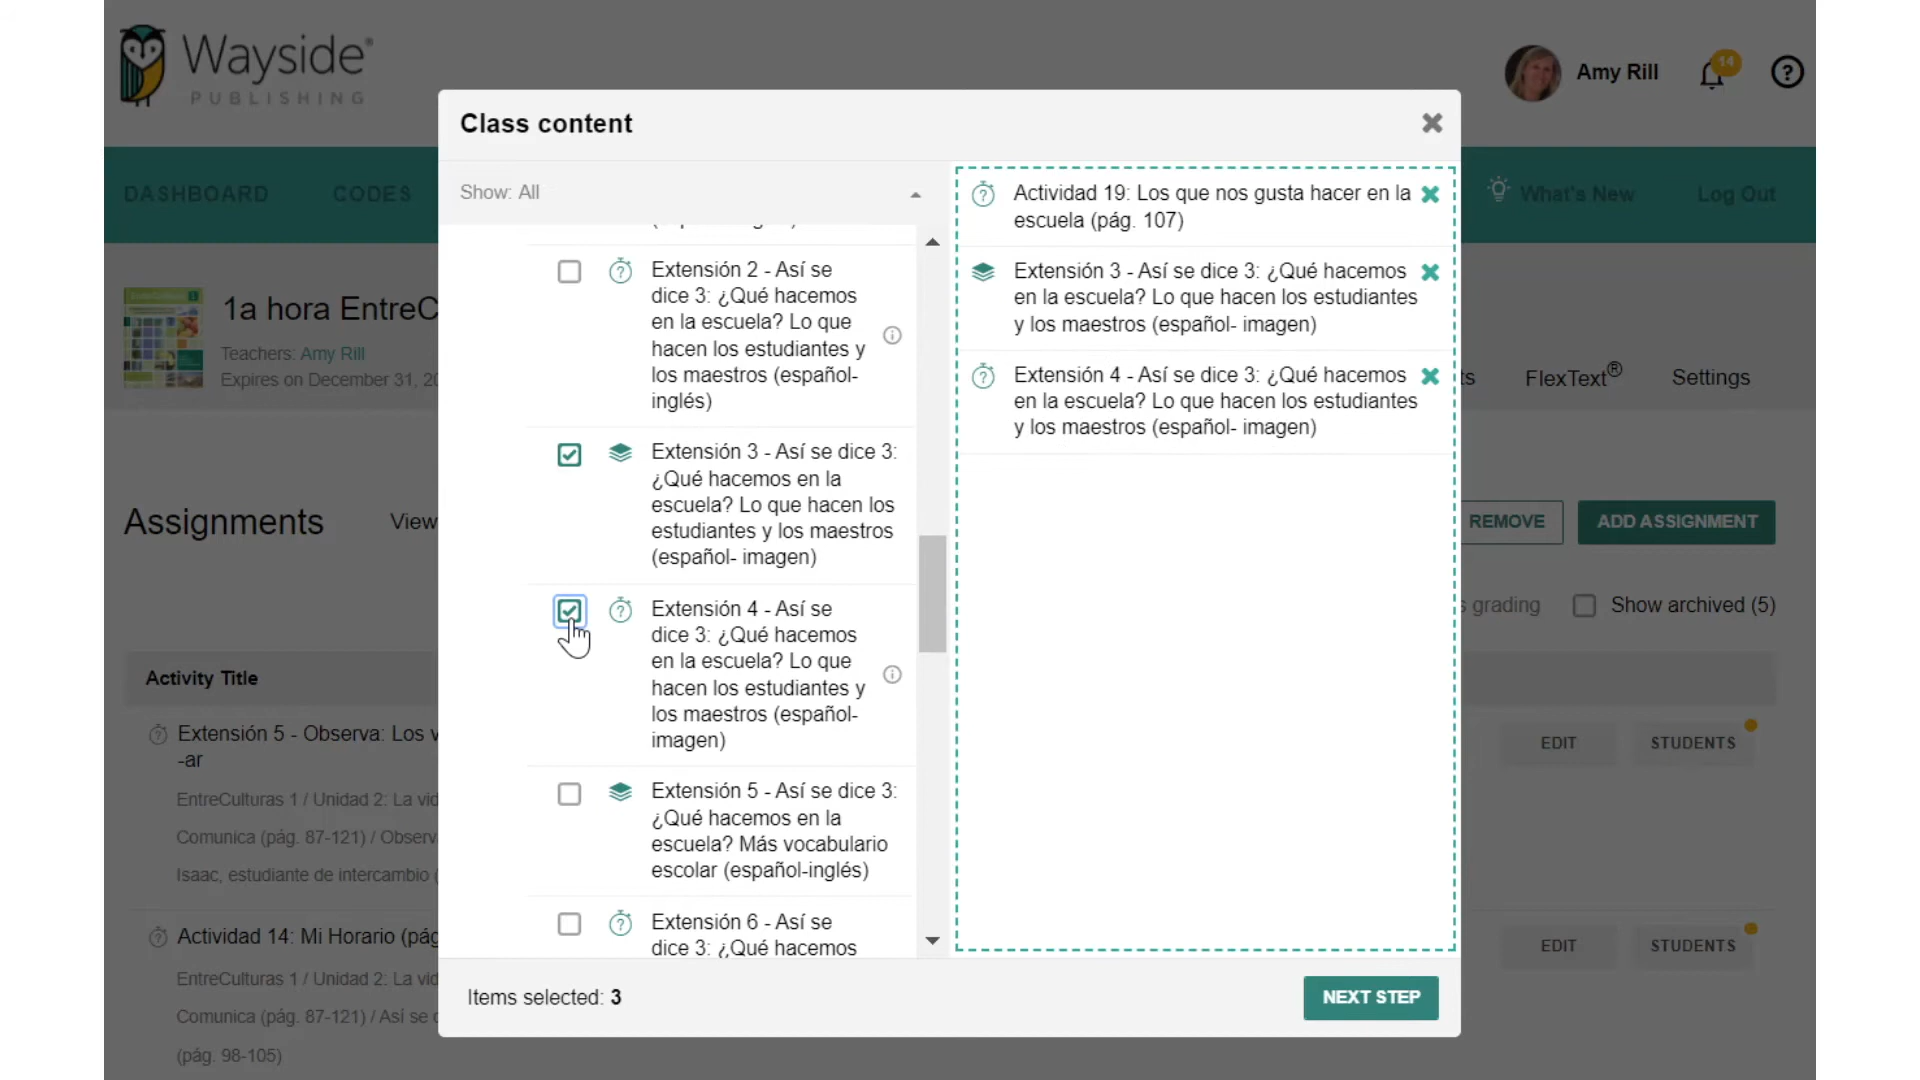 Wayside®
PUBLISHING
Amy Rill
14
?
DASHBOARD
CODES
What's New
Log Out
1a hora EntreC
Teachers: Amy Rill
Expires on December 31, 20
ts
FlexText®
Settings
Assignments
View
REMOVE
ADD ASSIGNMENT
s grading
Show archived (5)
Activity Title
Extensión 5 - Observa: Los v
-ar
EntreCulturas 1 / Unidad 2: La vid
Comunica (pág. 87-121) / Observ
Isaac, estudiante de intercambio (
EDIT
STUDENTS
Actividad 14: Mi Horario (pág
EntreCulturas 1 / Unidad 2: La vid
Comunica (pág. 87-121) / Así se d
(pág. 98-105)
EDIT
STUDENTS
Class content
Show: All
Extensión 2 - Así se
dice 3: ¿Qué hacemos
en la escuela? Lo que
hacen los estudiantes y
los maestros (español-
inglés)
Extensión 3 - Así se dice 3:
¿Qué hacemos en la
escuela? Lo que hacen los
estudiantes y los maestros
(español- imagen)
Extensión 4 - Así se
dice 3: ¿Qué hacemos
en la escuela? Lo que
hacen los estudiantes y
los maestros (español-
imagen)
Extensión 5 - Así se dice 3:
¿Qué hacemos en la
escuela? Más vocabulario
escolar (español-inglés)
Extensión 6 - Así se
dice 3: ¿Qué hacemos
Actividad 19: Los que nos gusta hacer en la
escuela (pág. 107)
Extensión 3 - Así se dice 3: ¿Qué hacemos
en la escuela? Lo que hacen los estudiantes
y los maestros (español- imagen)
Extensión 4 - Así se dice 3: ¿Qué hacemos
en la escuela? Lo que hacen los estudiantes
y los maestros (español- imagen)
Items selected: 3
NEXT STEP